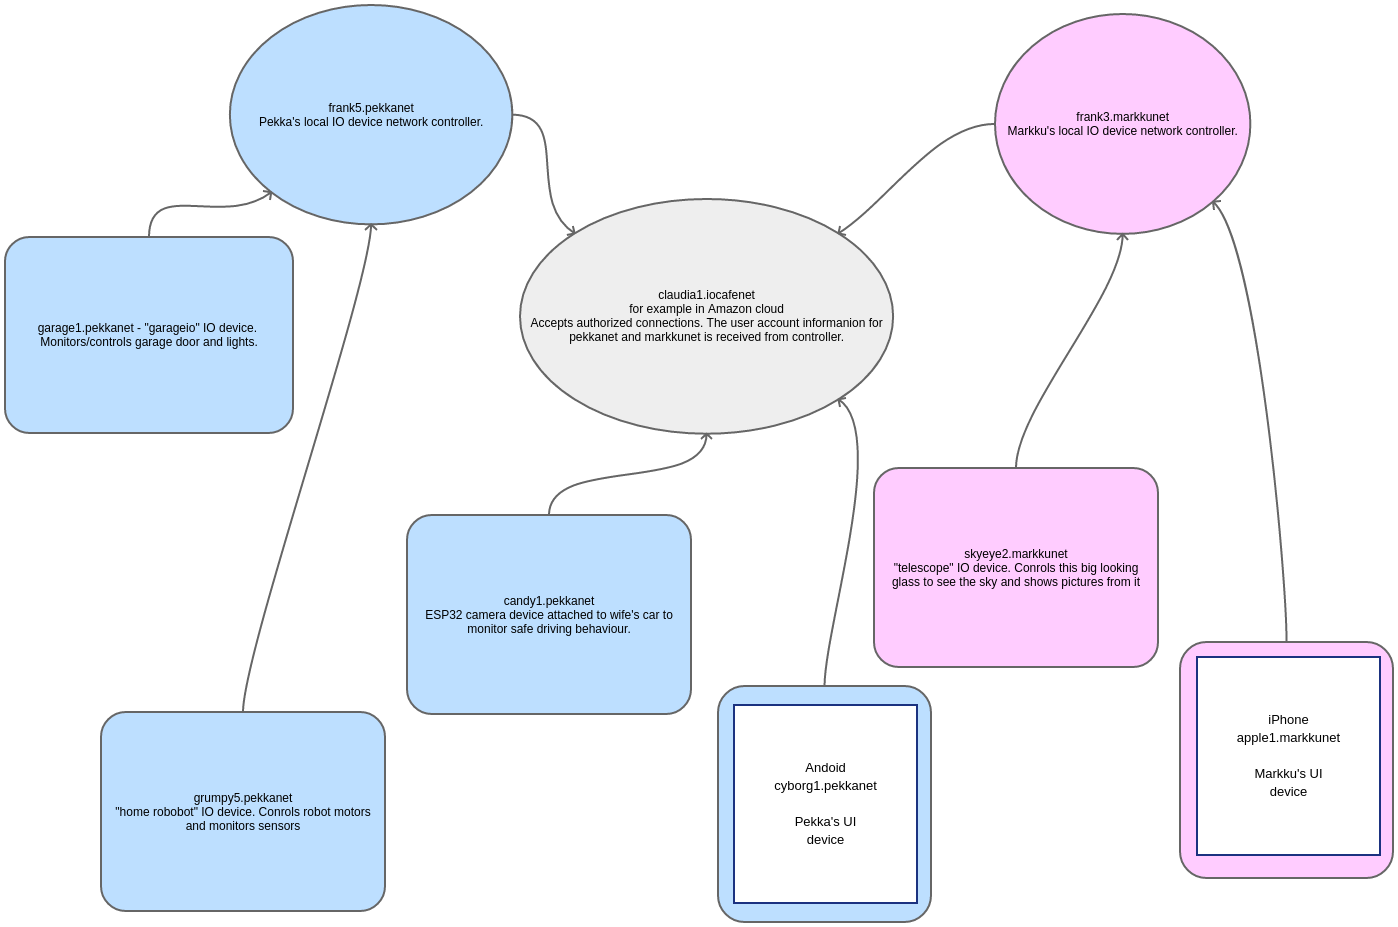 frank5.pekkanet
Pekka's local IO device network controller.
frank3.markkunet
Markku's local IO device network controller.
garage1.pekkanet - "garageio" IO device.
Monitors/controls garage door and lights.
claudia1.iocafenet
for example in Amazon cloud
Accepts authorized connections. The user account informanion for
pekkanet and markkunet is received from controller.
candy1.pekkanet
ESP32 camera device attached to wife's car to
monitor safe driving behaviour.
skyeye2.markkunet
"telescope" IO device. Conrols this big looking
glass to see the sky and shows pictures from it
grumpy5.pekkanet
"home robobot" IO device. Conrols robot motors
and monitors sensors
Andoid
cyborg1.pekkanet
Pekka's UI
device
iPhone
apple1.markkunet
Markku's UI
device